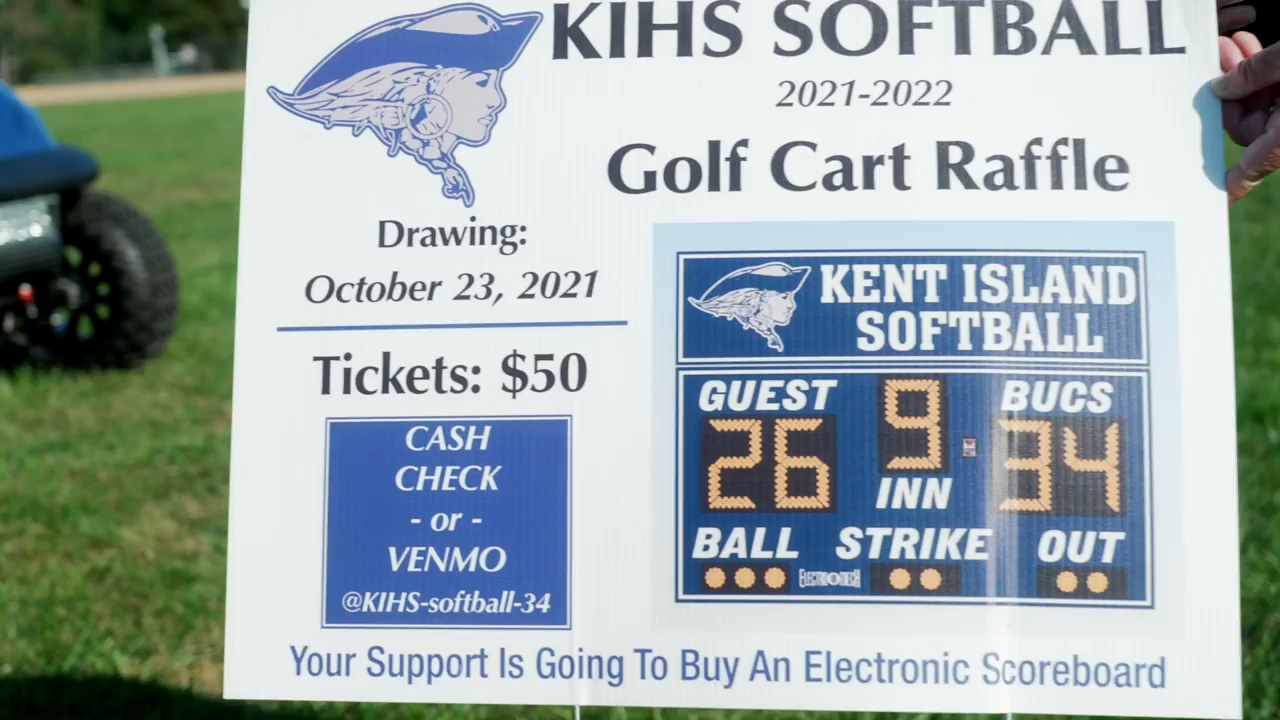 KIHS SOFTBALL
2021-2022
Golf Cart Raffle
Drawing:
October 23, 2021
Tickets: $50
CASH
CHECK
- or -
VENMO
@KIHS-softball-34
KENT ISLAND
SOFTBALL
GUEST 9 BUCS
26 34
INN
BALL STRIKE OUT
ELECTRO-MECH
Your Support Is Going To Buy An Electronic Scoreboard